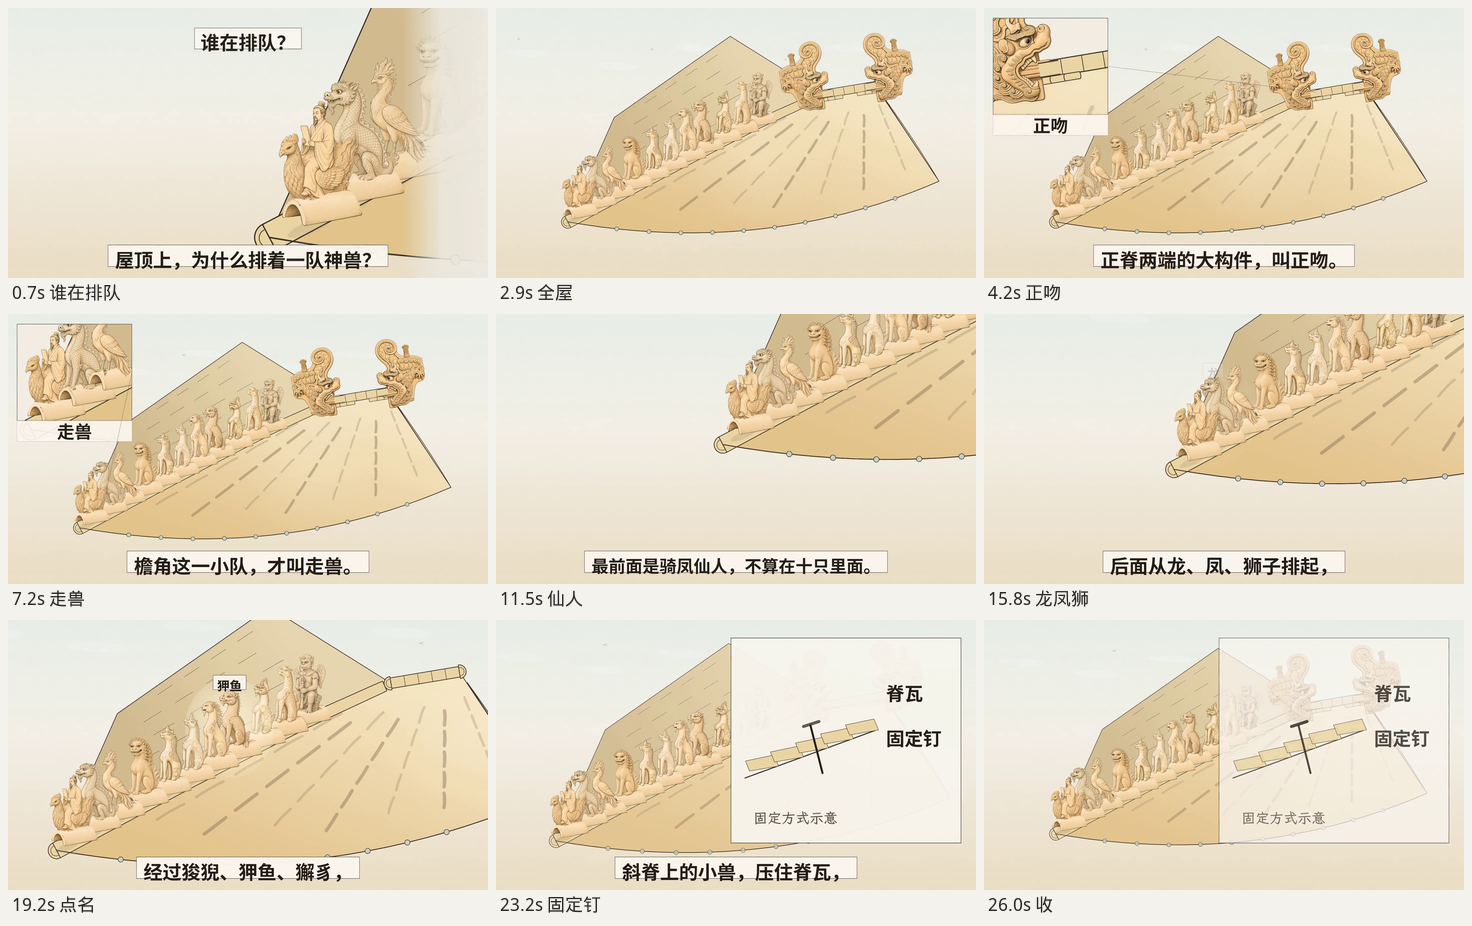 谁在排队？
屋顶上，为什么排着一队神兽？
0.7s 谁在排队
2.9s 全屋
正吻
正脊两端的大构件，叫正吻。
4.2s 正吻
走兽
檐角这一小队，才叫走兽。
7.2s 走兽
最前面是骑凤仙人，不算在十只里面。
11.5s 仙人
后面从龙、凤、狮子排起，
15.8s 龙凤狮
狎鱼
经过狻猊、狎鱼、獬豸，
19.2s 点名
脊瓦
固定钉
固定方式示意
斜脊上的小兽，压住脊瓦，
23.2s 固定钉
脊瓦
固定钉
固定方式示意
26.0s 收